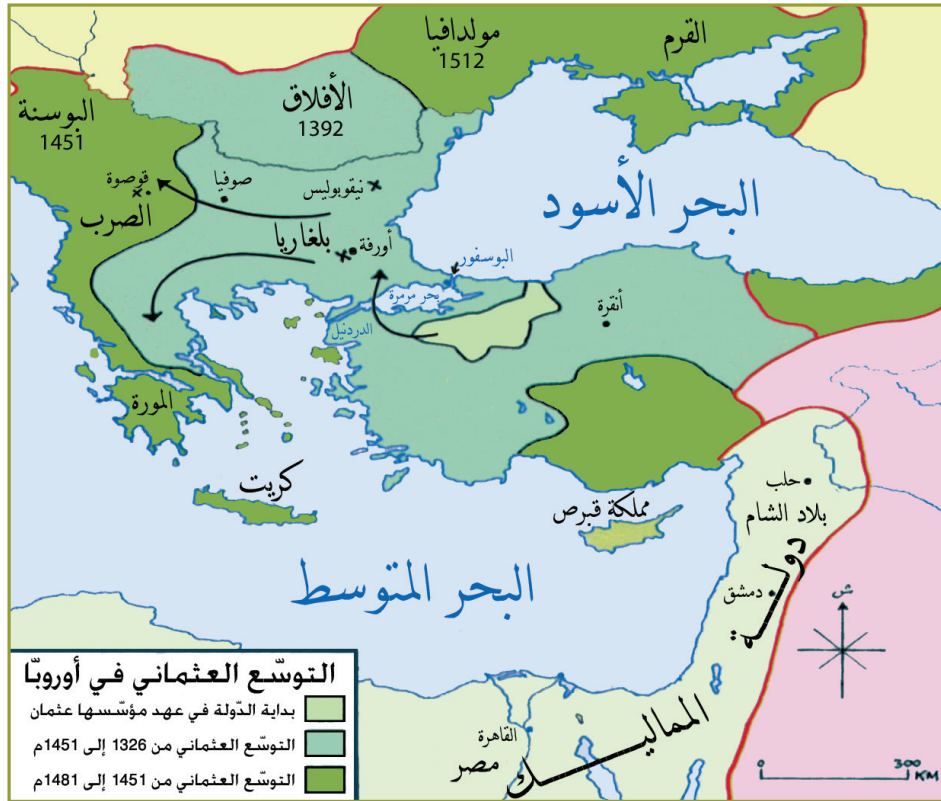 مولدافيا
1512
القرم
الأفلاق
1392
البوسنة
1451
قوصوة
صوفيا
نيقوبوليس
الصرب
بلغاريا
أورفة
البحر الأسود
البوسفور
بحر مرمرة
الدردنيل
أنقرة
المورة
كريت
مملكة قبرص
حلب
بلاد الشام
دمشق
دولة
المماليك
البحر المتوسط
القاهرة
مصر
ش
0 300
KM
التوسّع العثماني في أوروبّا
بداية الدّولة في عهد مؤسّسها عثمان
التوسّع العثماني من 1326 إلى 1451م
التوسّع العثماني من 1451 إلى 1481م